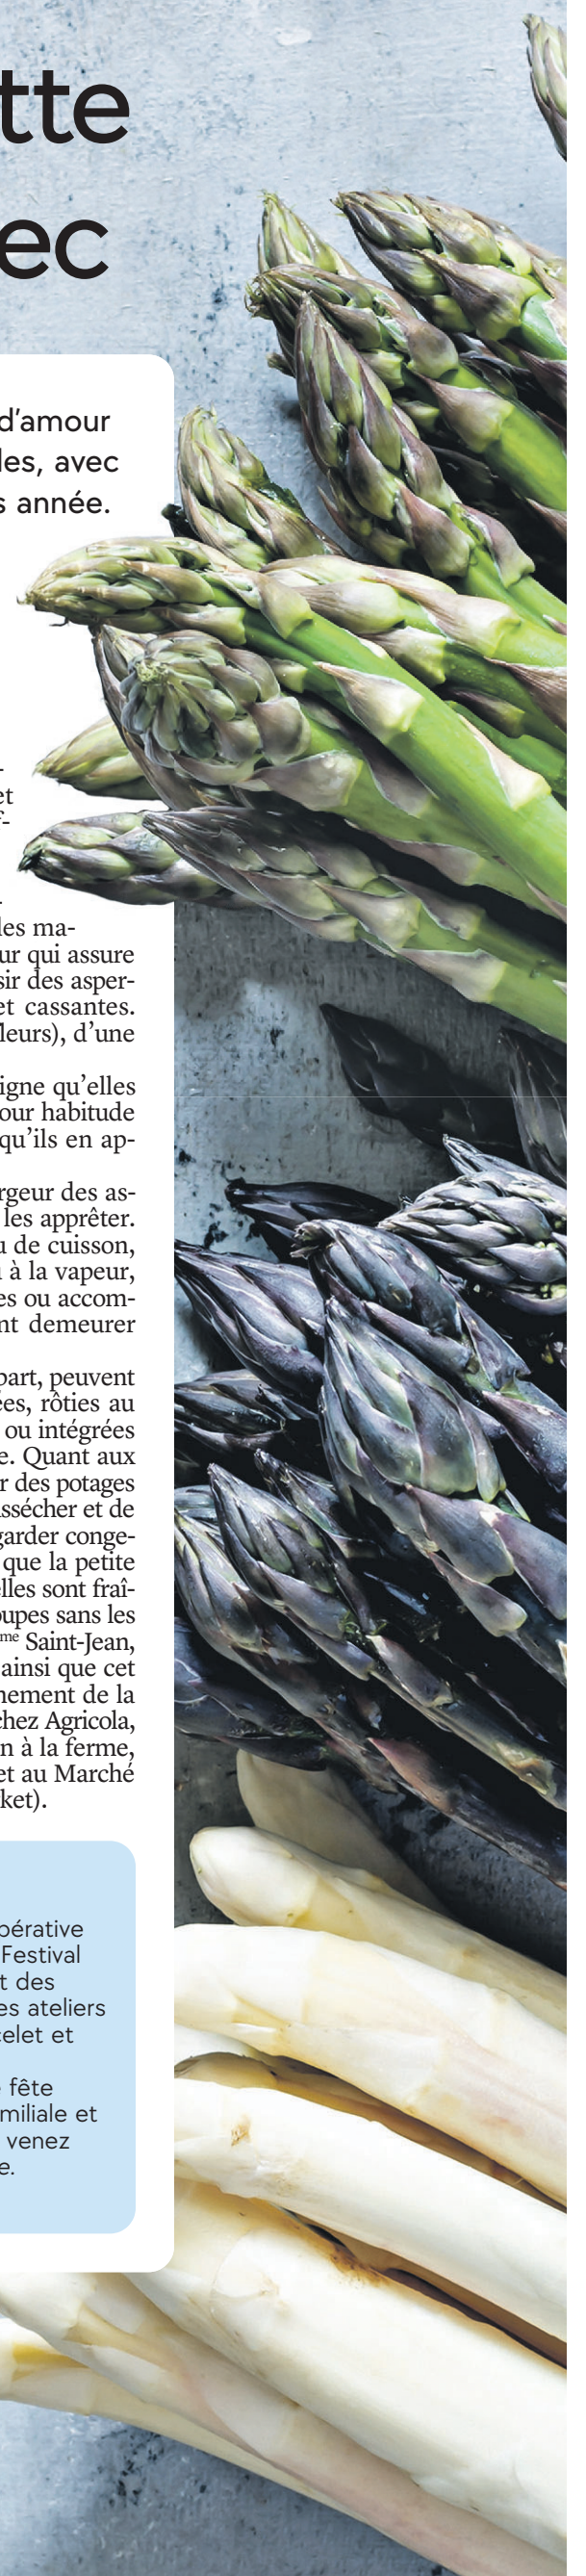 tte
ec
d'amour
les, avec
s année.
-
et
f-
-
les ma-
ur qui assure
sir des asper-
et cassantes.
leurs), d'une
igne qu'elles
our habitude
qu'ils en ap-
rgeur des as-
les apprêter.
u de cuisson,
à la vapeur,
es ou accom-
nt demeurer
part, peuvent
ées, rôties au
ou intégrées
e. Quant aux
r des potages
ssécher et de
garder conge-
que la petite
elles sont fraî-
oupes sans les
me Saint-Jean,
ainsi que cet
nement de la
chez Agricola,
n à la ferme,
et au Marché
ket).
pérative
Festival
t des
es ateliers
celet et
fête
miliale et
venez
e.